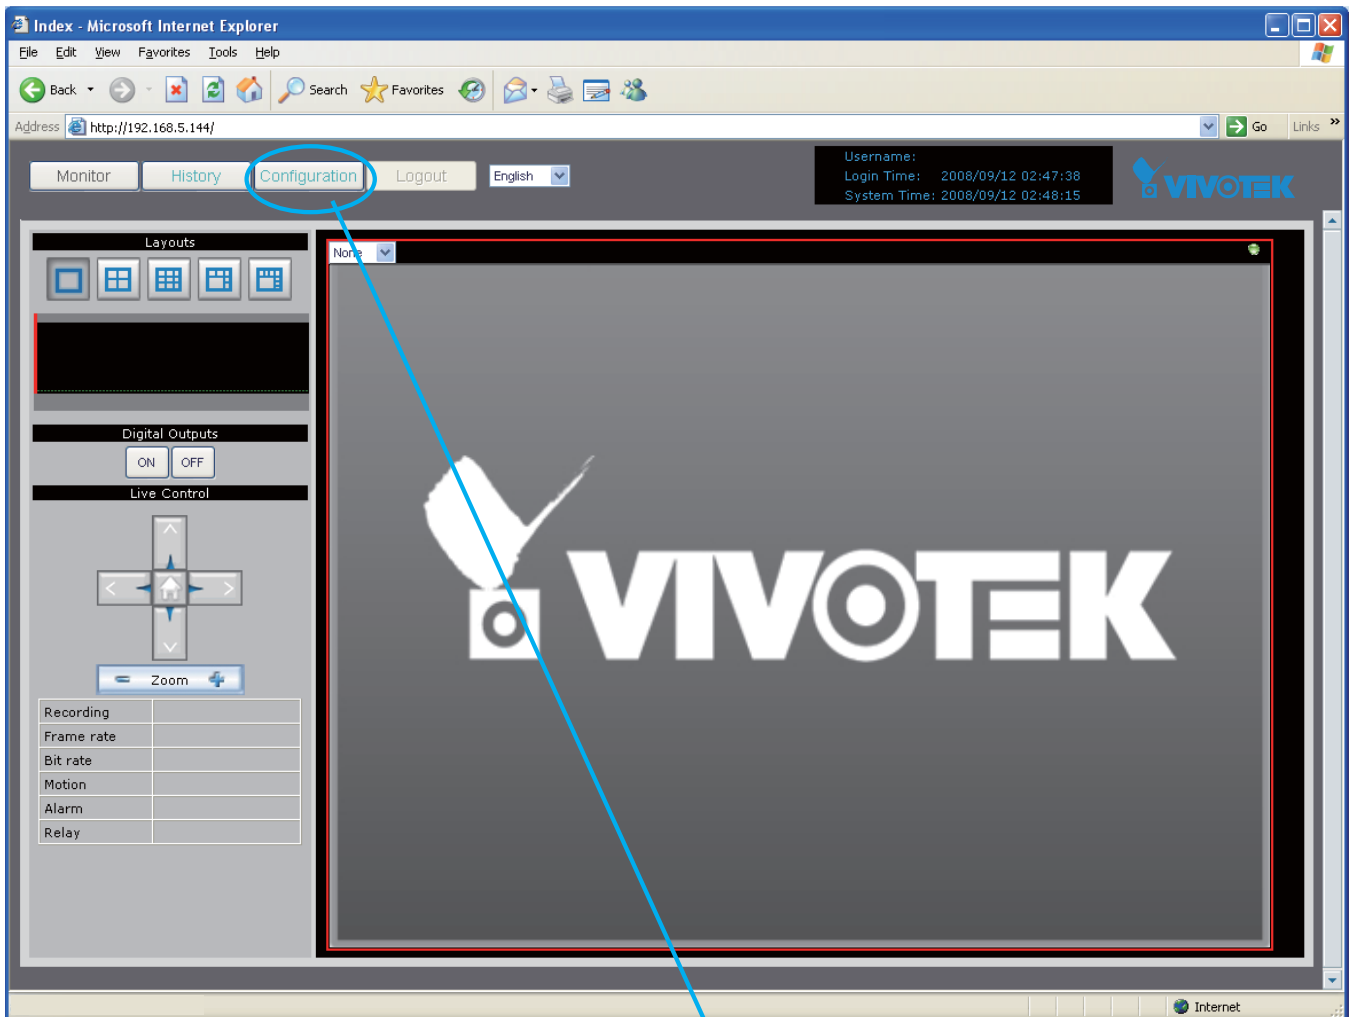 Index - Microsoft Internet Explorer
File Edit View Favorites Tools Help
Back Search Favorites
Address http://192.168.5.144/ Go Links »
Monitor History Configuration Logout English
Username:
Login Time: 2008/09/12 02:47:38
System Time: 2008/09/12 02:48:15
VIVOTEK
Layouts
None
Digital Outputs
ON OFF
Live Control
VIVOTEK
Zoom
Recording
Frame rate
Bit rate
Motion
Alarm
Relay
Internet